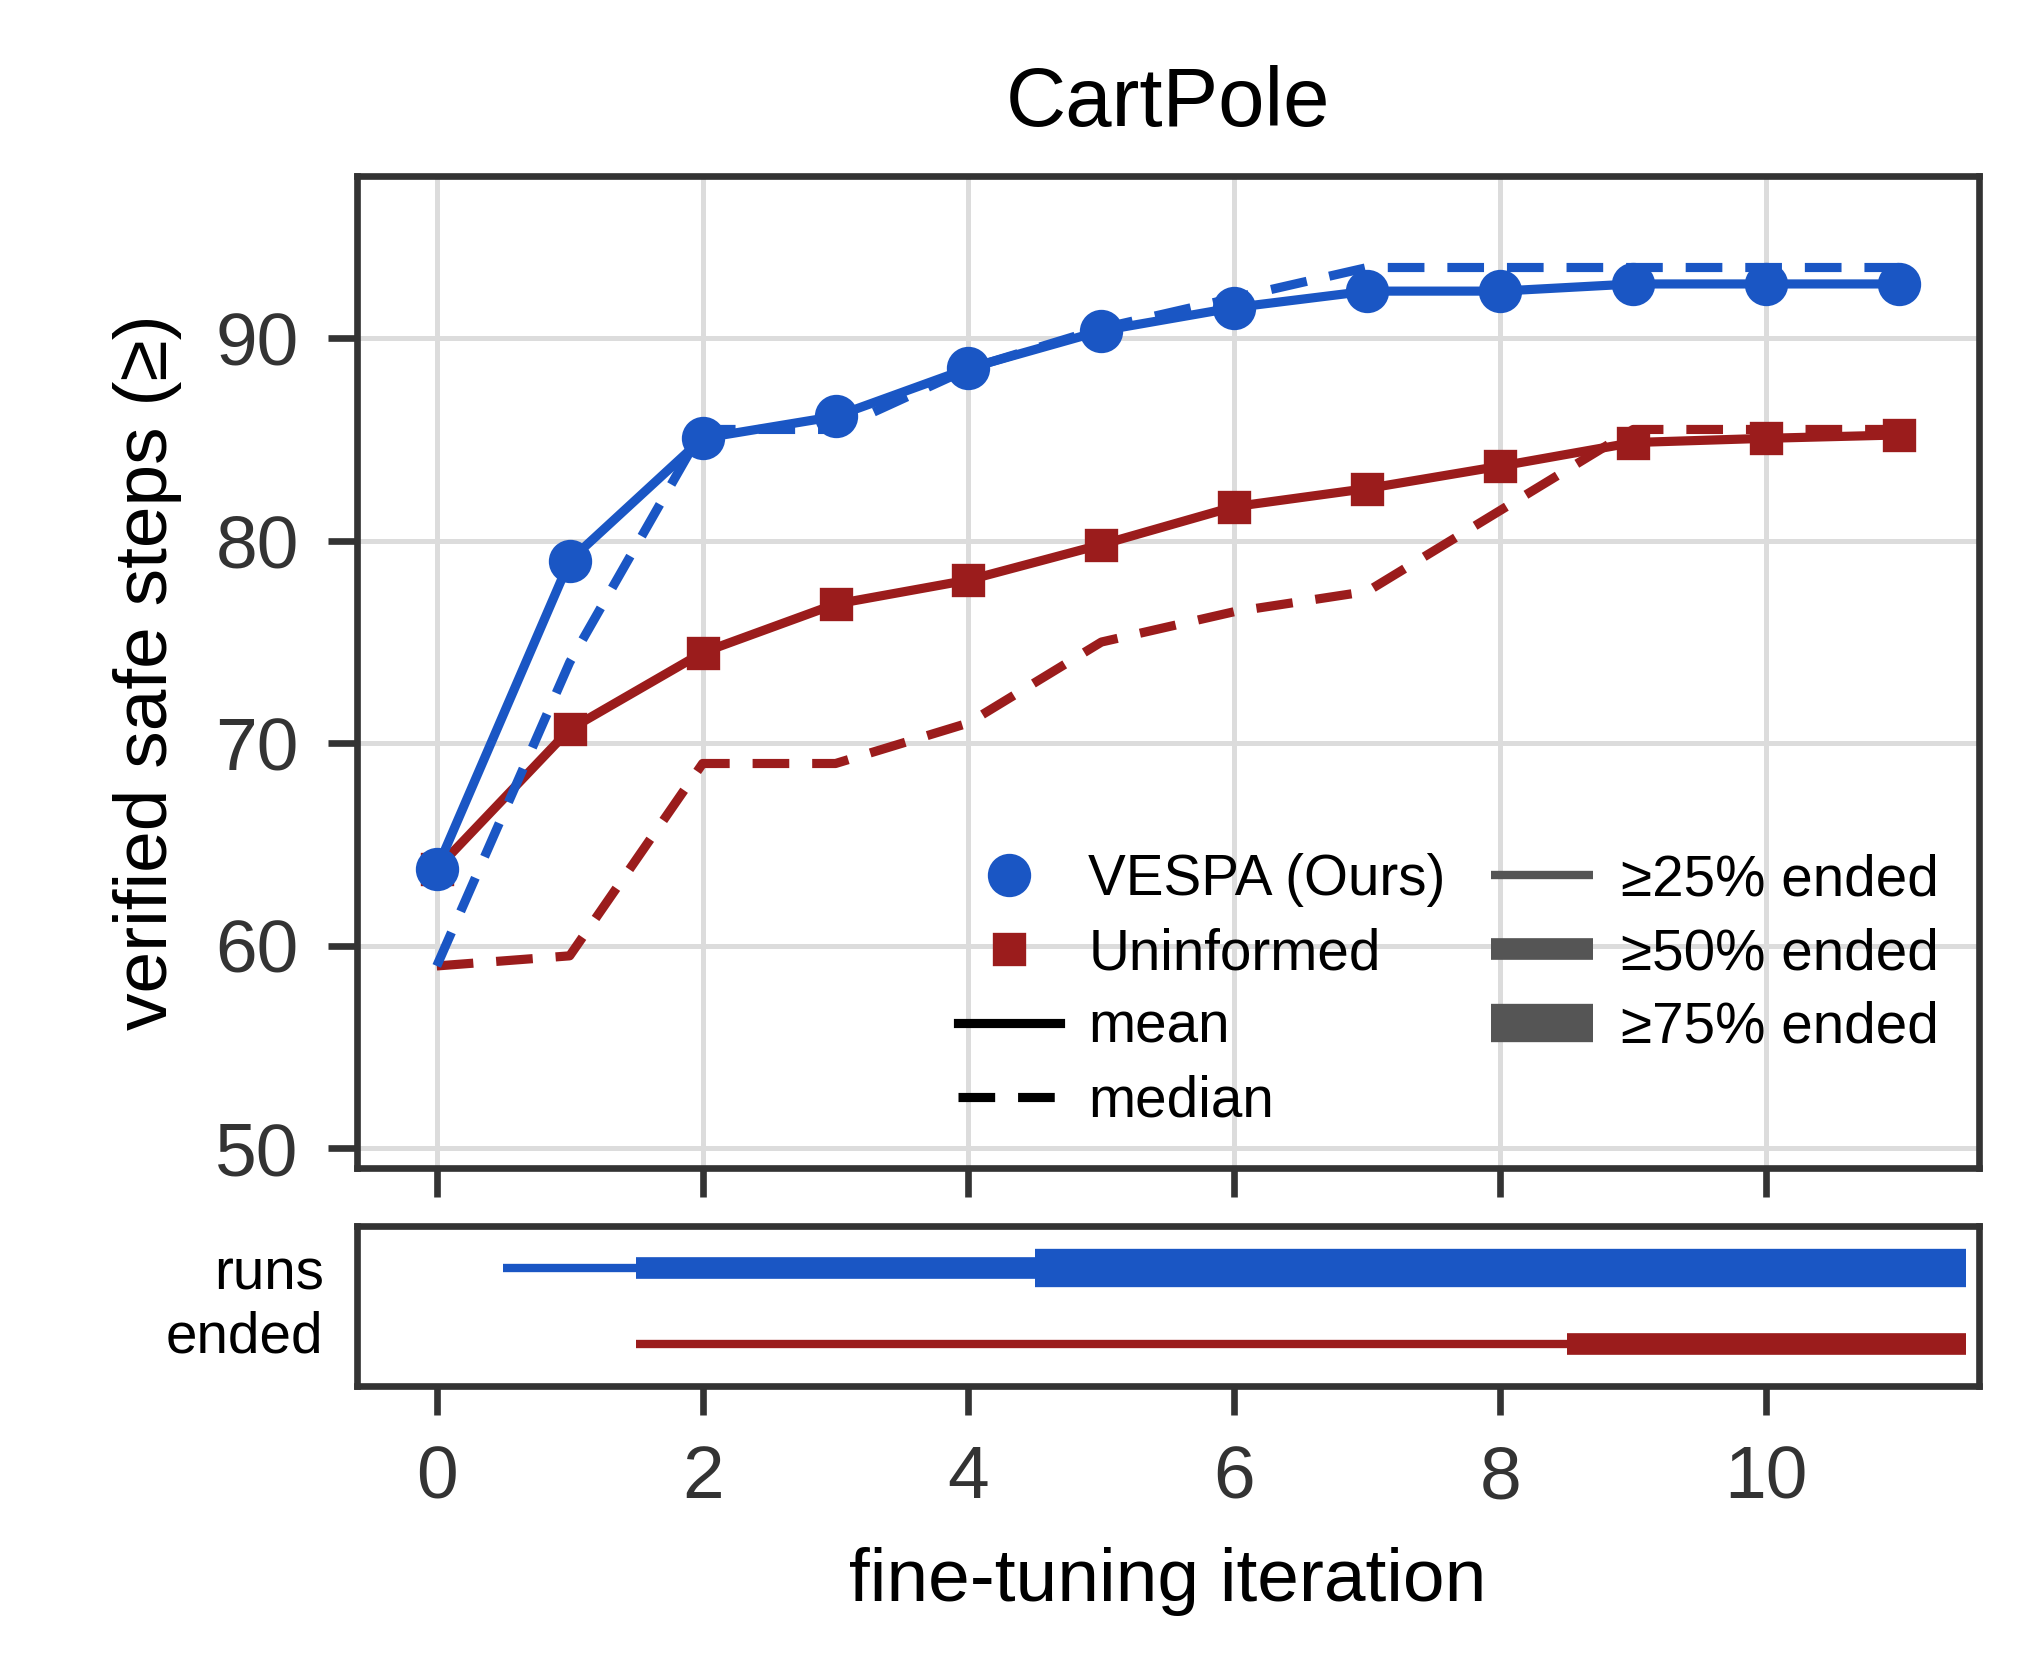 CartPole
verified safe steps (≥)
90
80
70
60
50
VESPA (Ours)
Uninformed
mean
median
≥25% ended
≥50% ended
≥75% ended
runs
ended
0 2 4 6 8 10
fine-tuning iteration